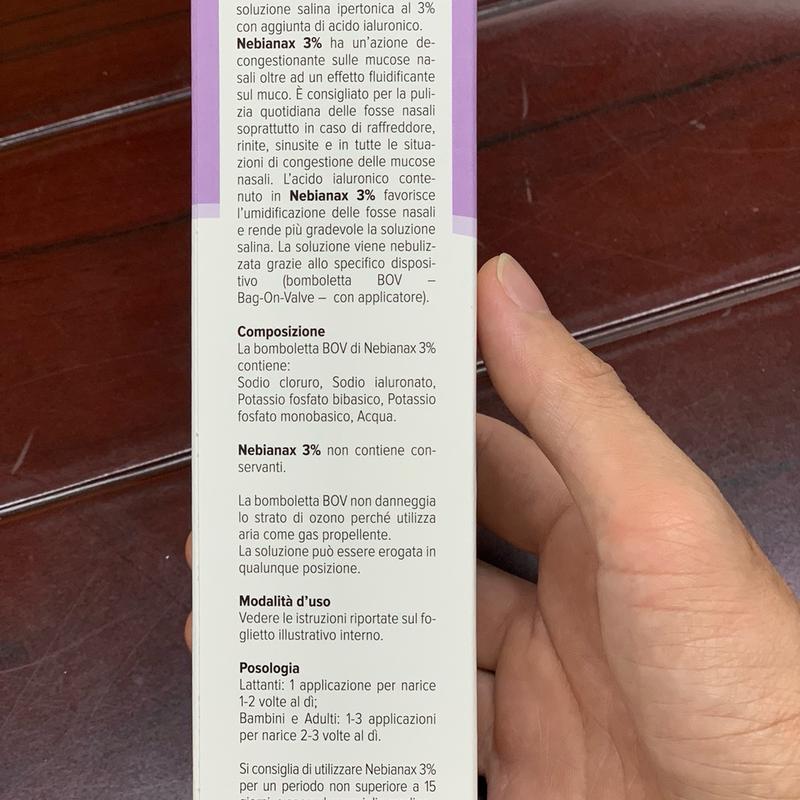 soluzione salina ipertonica al 3%
con aggiunta di acido ialuronico.
Nebianax 3% ha un'azione de-
congestionante sulle mucose na-
sali oltre ad un effetto fluidificante
sul muco. È consigliato per la puli-
zia quotidiana delle fosse nasali
soprattutto in caso di raffreddore,
rinite, sinusite e in tutte le situa-
zioni di congestione delle mucose
nasali. L'acido ialuronico conte-
nuto in Nebianax 3% favorisce
l'umidificazione delle fosse nasali
e rende più gradevole la soluzione
salina. La soluzione viene nebuliz-
zata grazie allo specifico disposi-
tivo (bomboletta BOV –
Bag-On-Valve – con applicatore).
Composizione
La bomboletta BOV di Nebianax 3%
contiene:
Sodio cloruro, Sodio ialuronato,
Potassio fosfato bibasico, Potassio
fosfato monobasico, Acqua.
Nebianax 3% non contiene con-
servanti.
La bomboletta BOV non danneggia
lo strato di ozono perché utilizza
aria come gas propellente.
La soluzione può essere erogata in
qualunque posizione.
Modalità d'uso
Vedere le istruzioni riportate sul fo-
glietto illustrativo interno.
Posologia
Lattanti: 1 applicazione per narice
1-2 volte al dì;
Bambini e Adulti: 1-3 applicazioni
per narice 2-3 volte al dì.
Si consiglia di utilizzare Nebianax 3%
per un periodo non superiore a 15